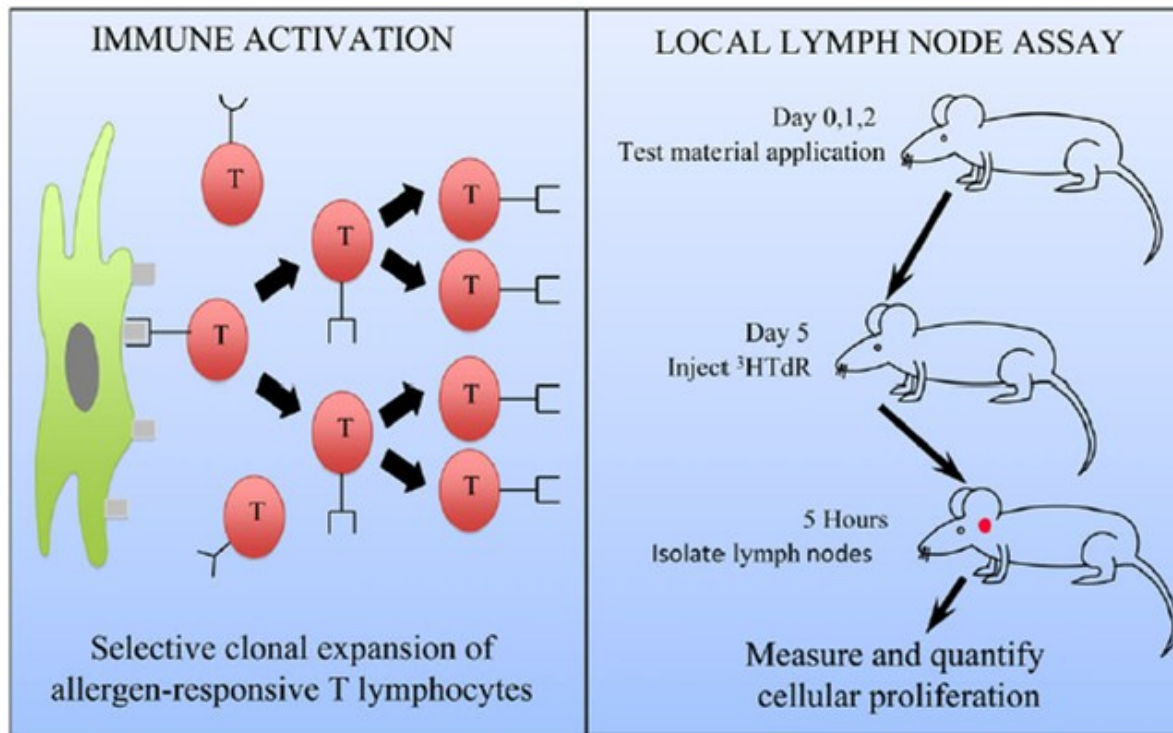 IMMUNE ACTIVATION
T
T
T
T
T
T
T
T
T
Selective clonal expansion of
allergen-responsive T lymphocytes
LOCAL LYMPH NODE ASSAY
Day 0,1,2
Test material application
Day 5
Inject ³HTdR
5 Hours
Isolate lymph nodes
Measure and quantify
cellular proliferation